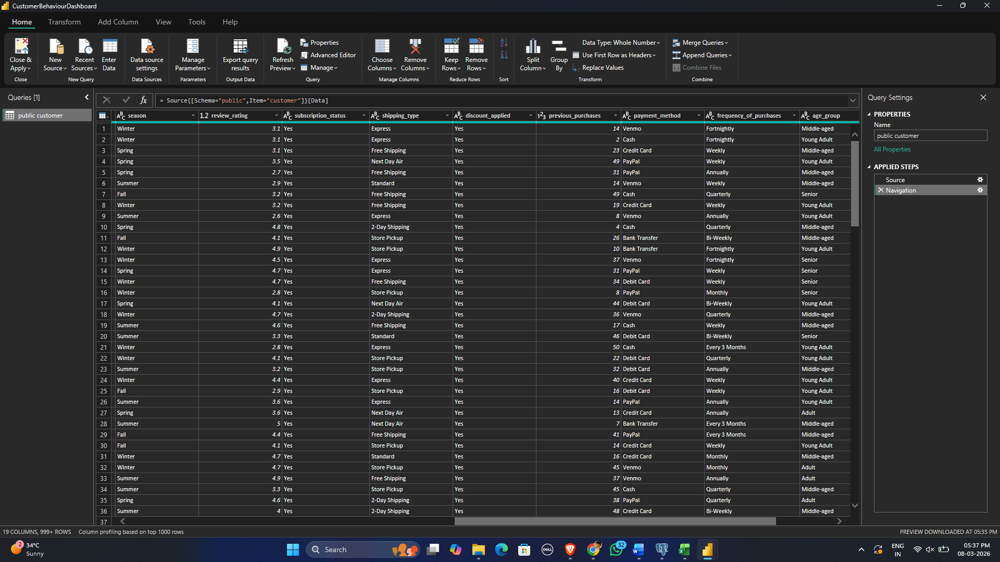 CustomerBehaviourDashboard
Home Transform Add Column View Tools Help
Close & Apply
Close
New Source Recent Sources Enter Data
New Query
Data source settings
Data Sources
Manage Parameters
Parameters
Export query results
Output Data
Refresh Preview Properties Advanced Editor Manage
Query
Choose Columns Remove Columns
Manage Columns
Keep Rows Remove Rows
Reduce Rows
Sort
Split Column Group By Data Type: Whole Number Use First Row as Headers Replace Values
Transform
Merge Queries Append Queries Combine Files
Combine
Queries [1]
public customer
fx = Source{[Schema="public",Item="customer"]}[Data]
ABC season 1.2 review_rating ABC subscription_status ABC shipping_type ABC discount_applied 123 previous_purchases ABC payment_method ABC frequency_of_purchases ABC age_group
1 Winter 3.1 Yes Express Yes 14 Venmo Fortnightly Middle-aged
2 Winter 3.1 Yes Express Yes 2 Cash Fortnightly Young Adult
3 Spring 3.1 Yes Free Shipping Yes 23 Credit Card Weekly Middle-aged
4 Spring 3.5 Yes Next Day Air Yes 49 PayPal Weekly Young Adult
5 Spring 2.7 Yes Free Shipping Yes 31 PayPal Annually Middle-aged
6 Summer 2.9 Yes Standard Yes 14 Venmo Weekly Middle-aged
7 Fall 3.2 Yes Free Shipping Yes 49 Cash Quarterly Senior
8 Winter 3.2 Yes Free Shipping Yes 19 Credit Card Weekly Young Adult
9 Summer 2.6 Yes Express Yes 8 Venmo Annually Young Adult
10 Spring 4.8 Yes 2-Day Shipping Yes 4 Cash Quarterly Middle-aged
11 Fall 4.1 Yes Store Pickup Yes 26 Bank Transfer Bi-Weekly Middle-aged
12 Winter 4.9 Yes Store Pickup Yes 10 Bank Transfer Fortnightly Young Adult
13 Winter 4.5 Yes Express Yes 37 Venmo Fortnightly Senior
14 Spring 4.7 Yes Express Yes 31 PayPal Weekly Senior
15 Winter 4.7 Yes Free Shipping Yes 34 Debit Card Weekly Senior
16 Winter 2.8 Yes Store Pickup Yes 8 PayPal Monthly Senior
17 Spring 4.1 Yes Next Day Air Yes 44 Debit Card Bi-Weekly Young Adult
18 Winter 4.7 Yes 2-Day Shipping Yes 36 Venmo Quarterly Middle-aged
19 Summer 4.6 Yes Free Shipping Yes 17 Cash Weekly Middle-aged
20 Summer 3.3 Yes Standard Yes 46 Debit Card Bi-Weekly Senior
21 Winter 2.8 Yes Express Yes 50 Cash Every 3 Months Young Adult
22 Winter 4.1 Yes Store Pickup Yes 22 Debit Card Quarterly Young Adult
23 Summer 3.2 Yes Store Pickup Yes 32 Debit Card Annually Middle-aged
24 Winter 4.4 Yes Express Yes 40 Credit Card Weekly Young Adult
25 Fall 2.9 Yes Store Pickup Yes 16 Debit Card Weekly Young Adult
26 Summer 3.6 Yes Express Yes 14 PayPal Annually Young Adult
27 Spring 3.6 Yes Next Day Air Yes 13 Credit Card Annually Adult
28 Summer 5 Yes Next Day Air Yes 7 Bank Transfer Every 3 Months Middle-aged
29 Fall 4.4 Yes Free Shipping Yes 41 PayPal Every 3 Months Middle-aged
30 Fall 4.1 Yes Store Pickup Yes 14 Credit Card Weekly Young Adult
31 Winter 4.7 Yes Standard Yes 16 Credit Card Monthly Middle-aged
32 Winter 4.7 Yes Store Pickup Yes 45 Venmo Monthly Adult
33 Summer 4.9 Yes Free Shipping Yes 37 Venmo Annually Adult
34 Summer 3.3 Yes Store Pickup Yes 45 Cash Quarterly Middle-aged
35 Spring 4.6 Yes 2-Day Shipping Yes 38 PayPal Quarterly Adult
36 Summer 4 Yes 2-Day Shipping Yes 48 Credit Card Bi-Weekly Middle-aged
37
Query Settings
PROPERTIES
Name
public customer
All Properties
APPLIED STEPS
Source
Navigation
19 COLUMNS, 999+ ROWS Column profiling based on top 1000 rows
PREVIEW DOWNLOADED AT 05:35 PM
2
34°C
Sunny
Search
DELL
32
ENG
IN
05:37 PM
08-03-2026